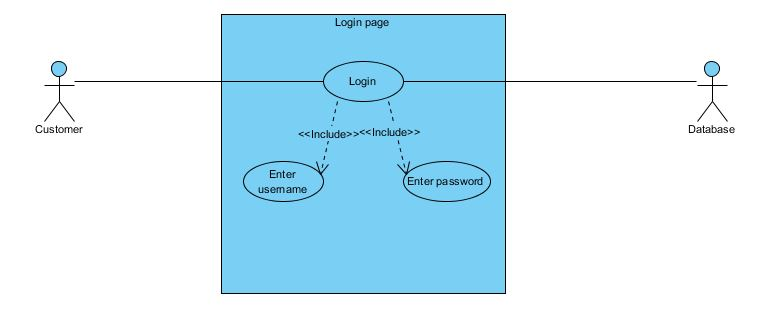 Login page
Login
Customer
Database
<<Include>>
<<Include>>
Enter
username
Enter password